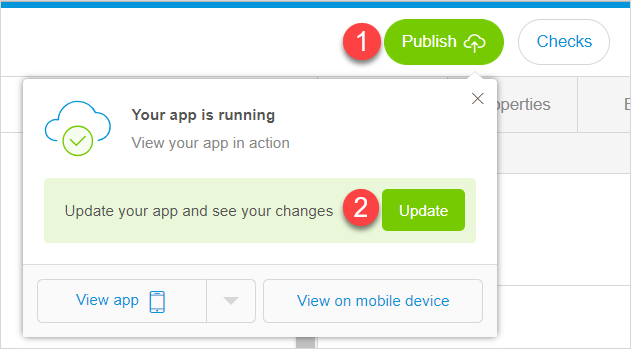 1
Publish
Checks
Your app is running
View your app in action
operties
E
Update your app and see your changes
2
Update
View app
View on mobile device